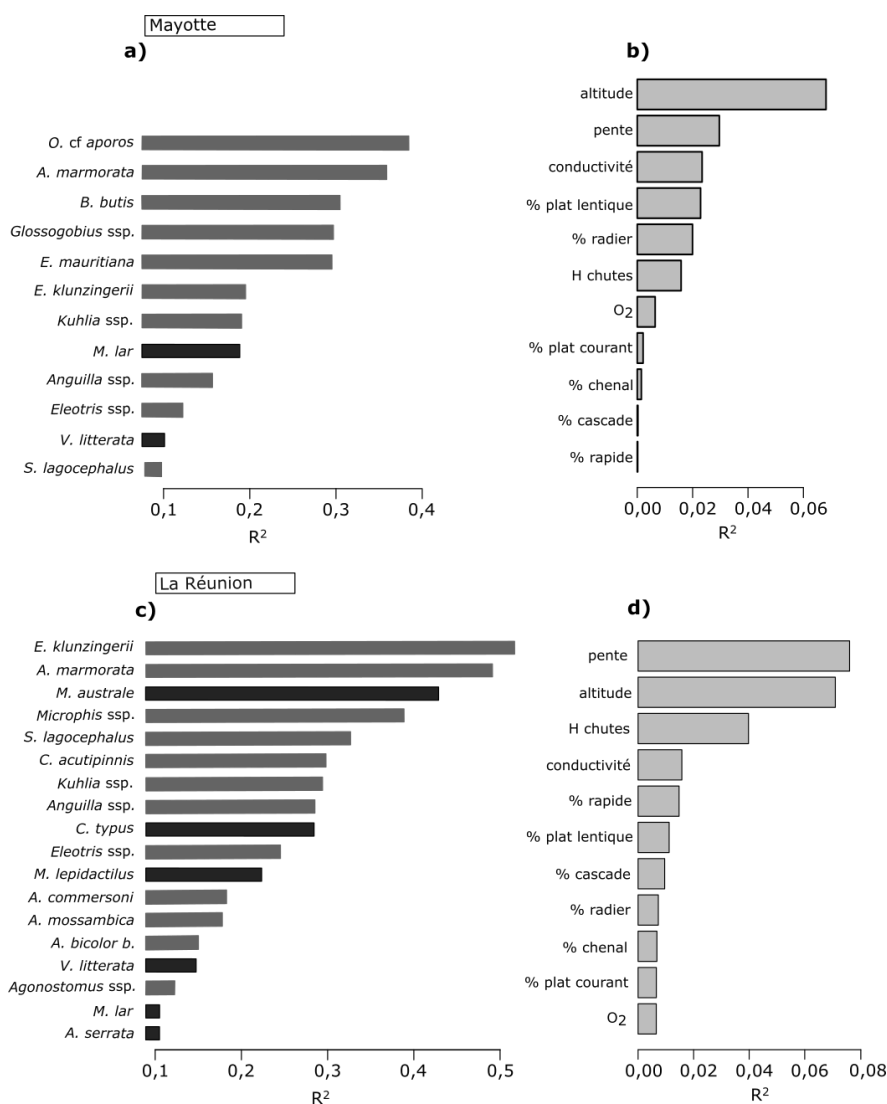 Mayotte
a)
O. cf aporos
A. marmorata
B. butis
Glossogobius ssp.
E. mauritiana
E. klunzingerii
Kuhlia ssp.
M. lar
Anguilla ssp.
Eleotris ssp.
V. litterata
S. lagocephalus
0,1 0,2 0,3 0,4
R²
b)
altitude
pente
conductivité
% plat lentique
% radier
H chutes
O2
% plat courant
% chenal
% cascade
% rapide
0,00 0,02 0,04 0,06
R²
La Réunion
c)
E. klunzingerii
A. marmorata
M. australe
Microphis ssp.
S. lagocephalus
C. acutipinnis
Kuhlia ssp.
Anguilla ssp.
C. typus
Eleotris ssp.
M. lepidactilus
A. commersoni
A. mossambica
A. bicolor b.
V. litterata
Agonostomus ssp.
M. lar
A. serrata
0,1 0,2 0,3 0,4 0,5
R²
d)
pente
altitude
H chutes
conductivité
% rapide
% plat lentique
% cascade
% radier
% chenal
% plat courant
O2
0,00 0,02 0,04 0,06 0,08
R²